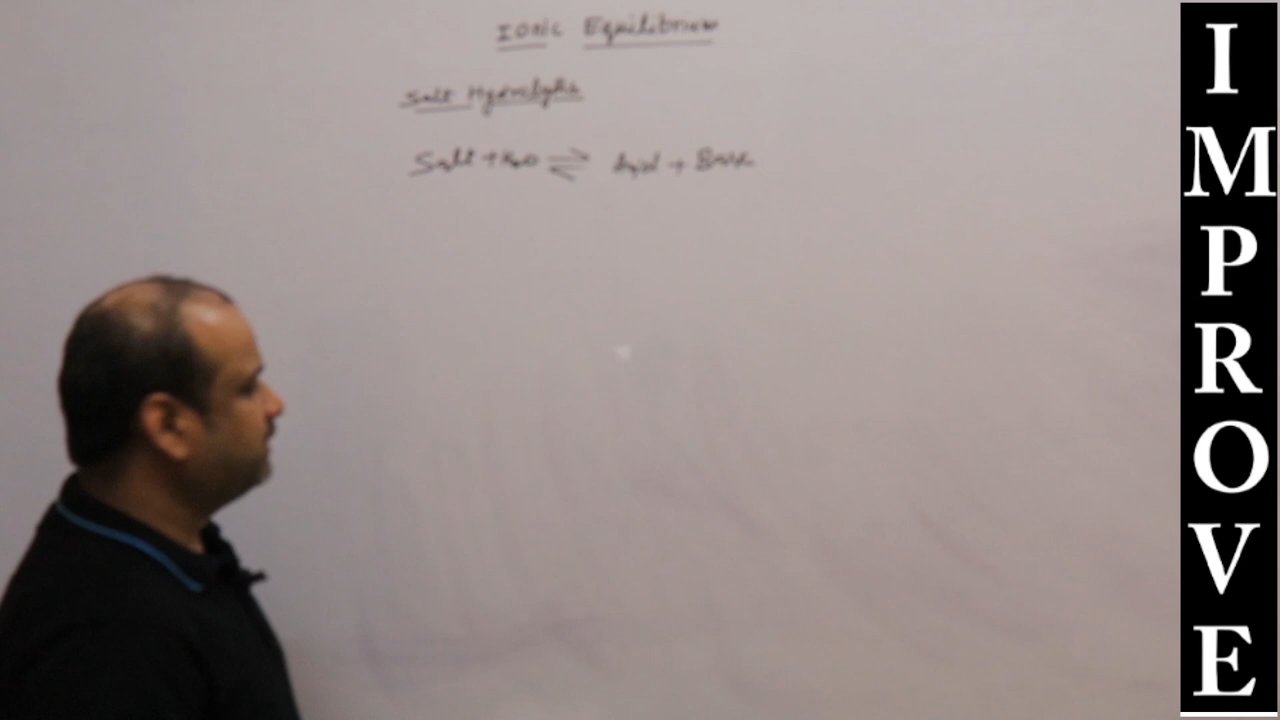 Ionic Equilibrium
Salt Hydrolysis
Salt + H₂O ⇌ Acid + Base
IMPROVE